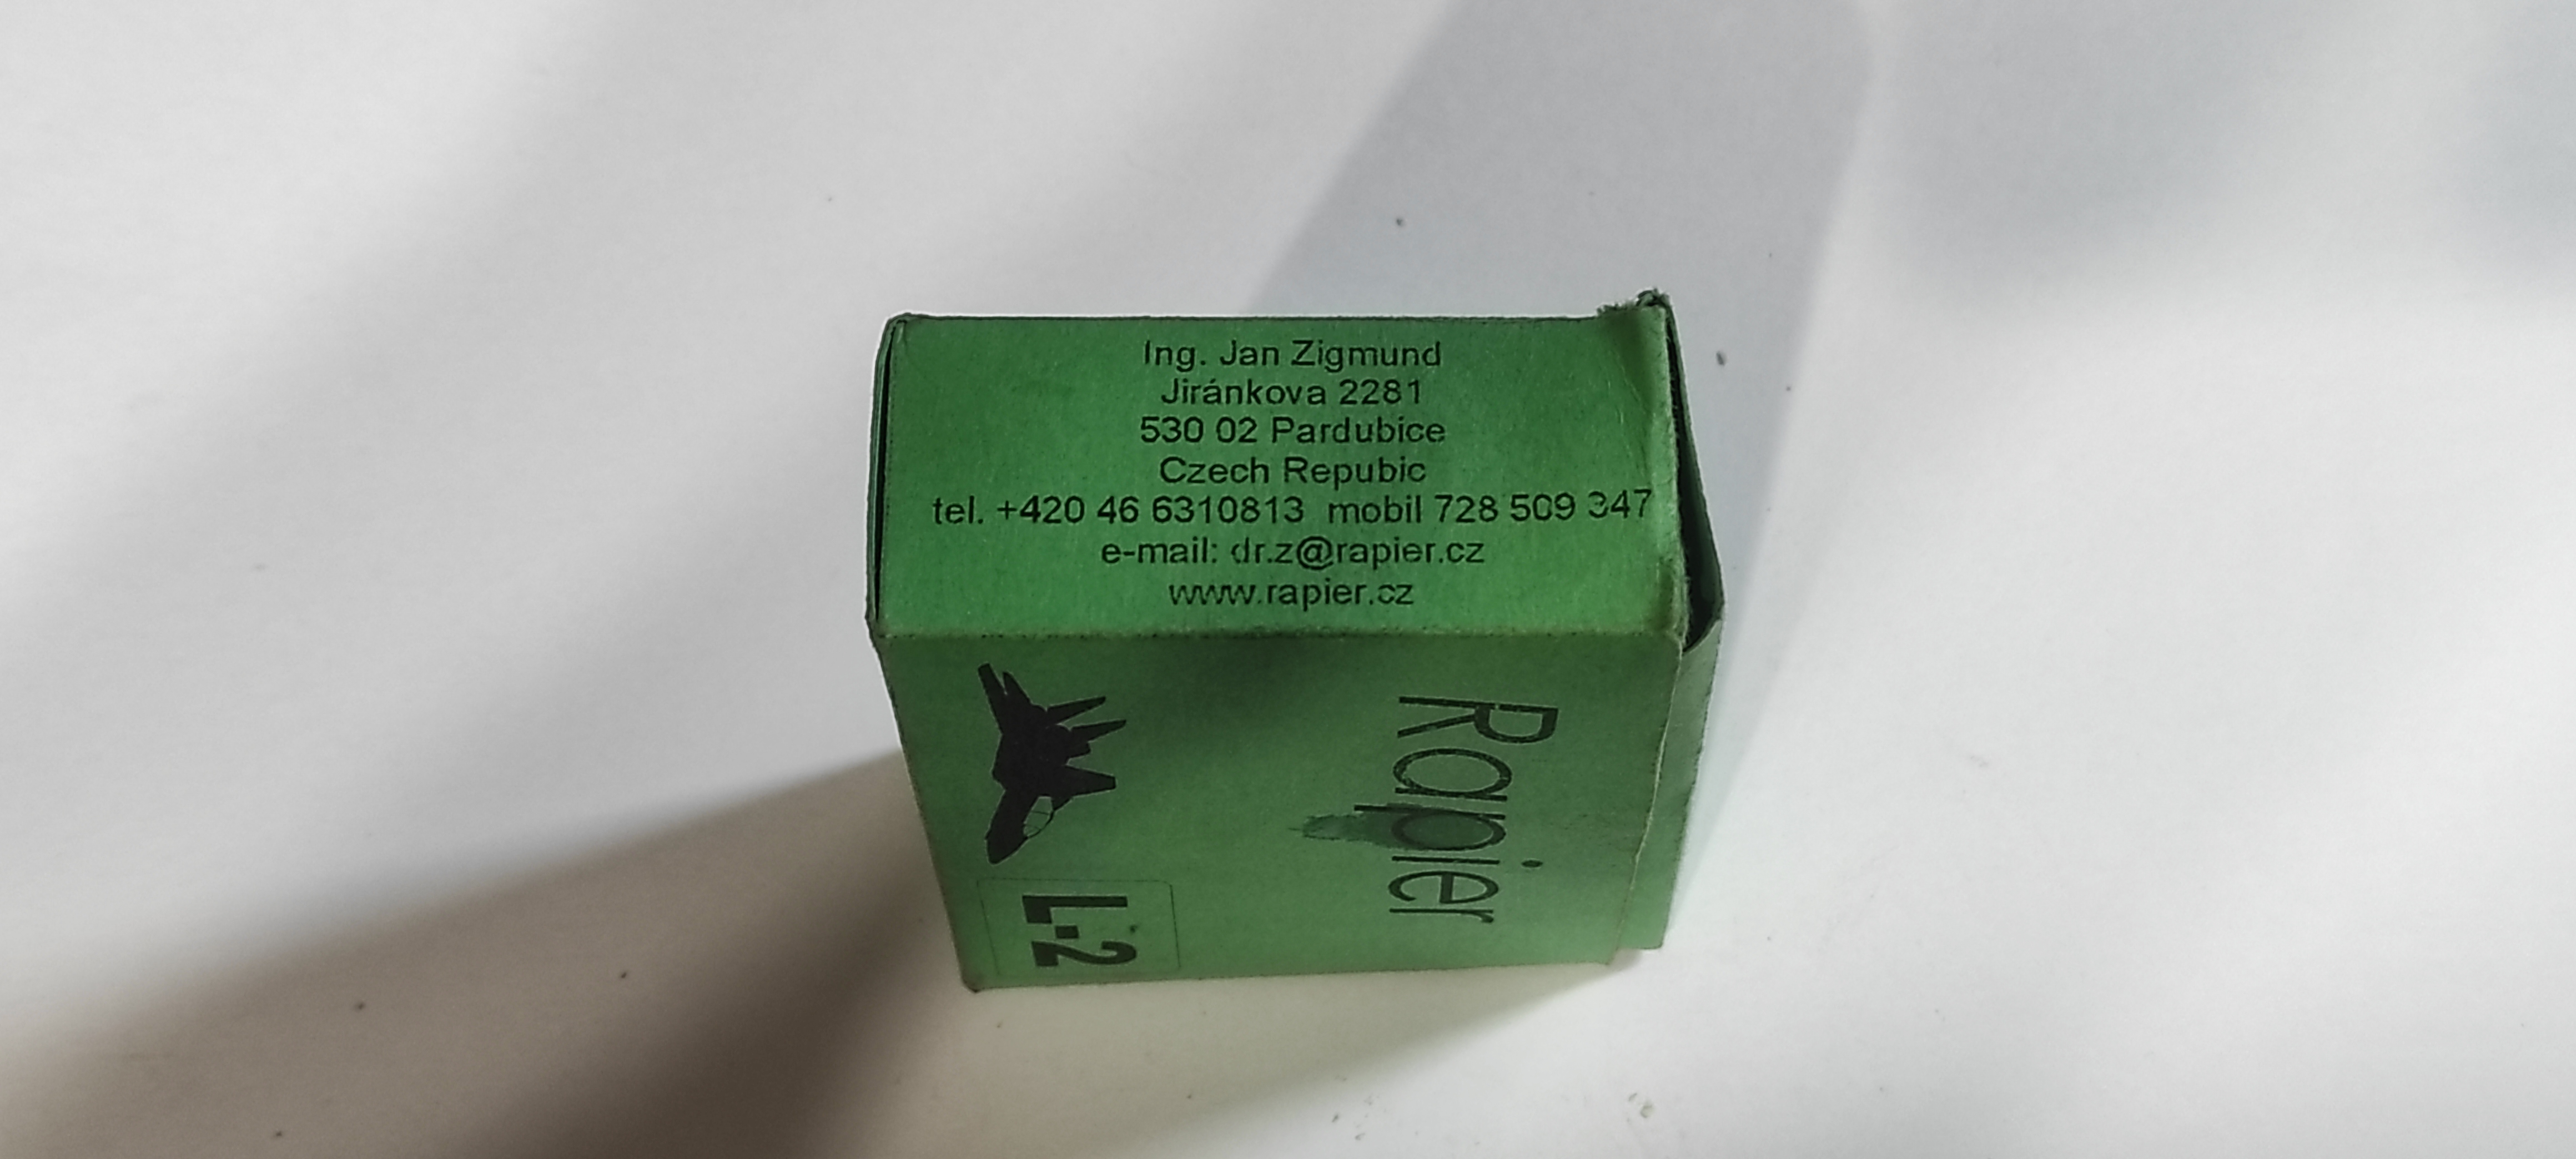 Ing. Jan Zigmund
Jiránkova 2281
530 02 Pardubice
Czech Repubic
tel. +420 46 6310813 mobil 728 509 347
e-mail: dr.z@rapier.cz
www.rapier.cz
Rapier
L-2